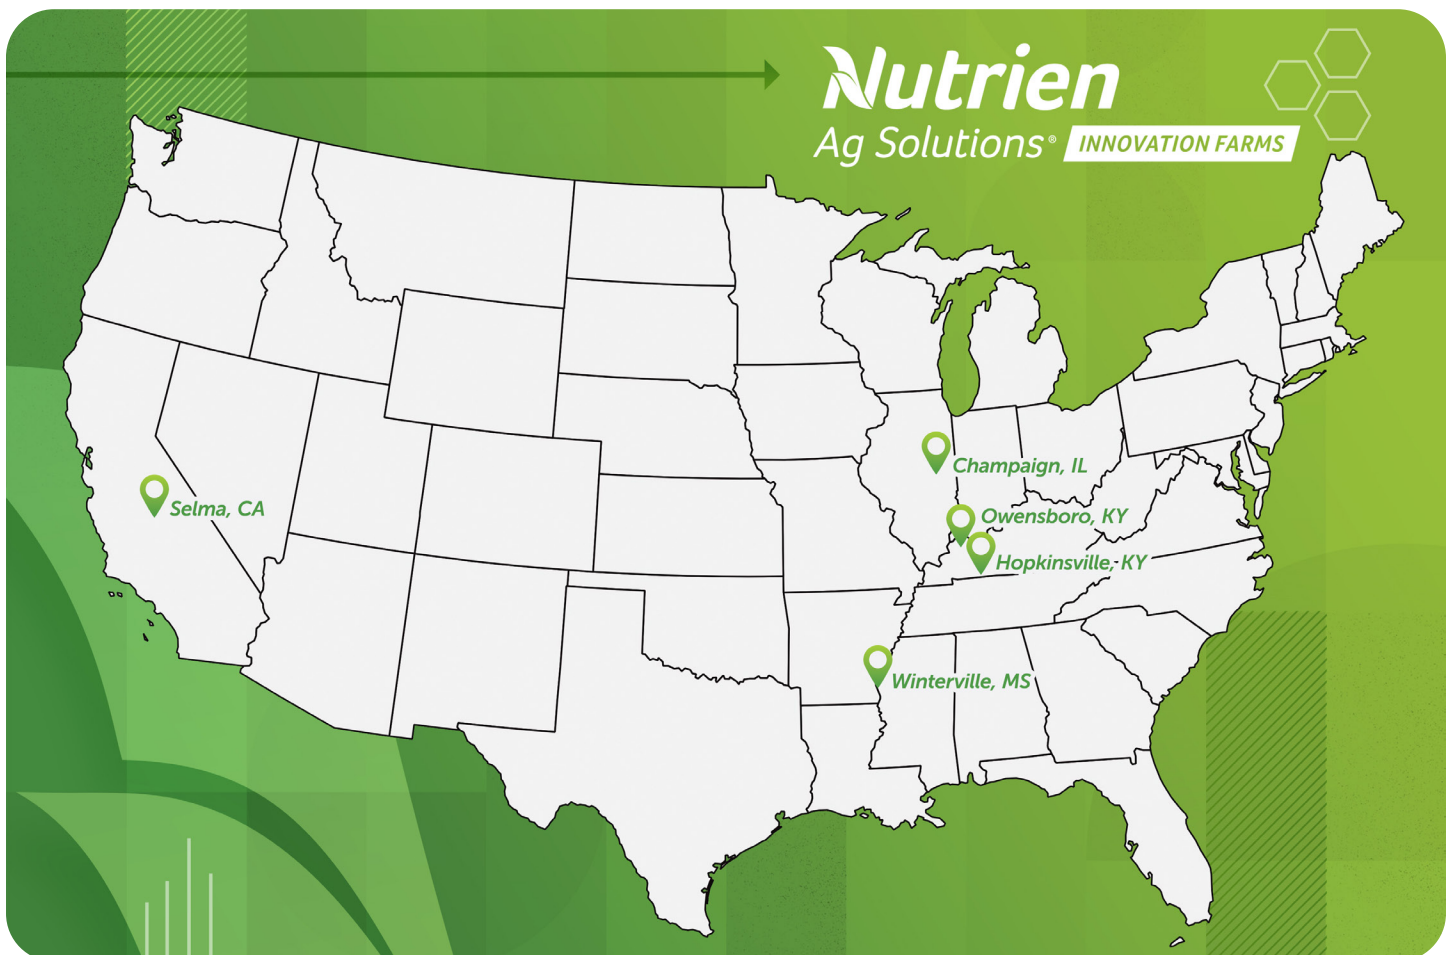 Nutrien
Ag Solutions® INNOVATION FARMS
Champaign, IL
Selma, CA
Owensboro, KY
Hopkinsville, KY
Winterville, MS